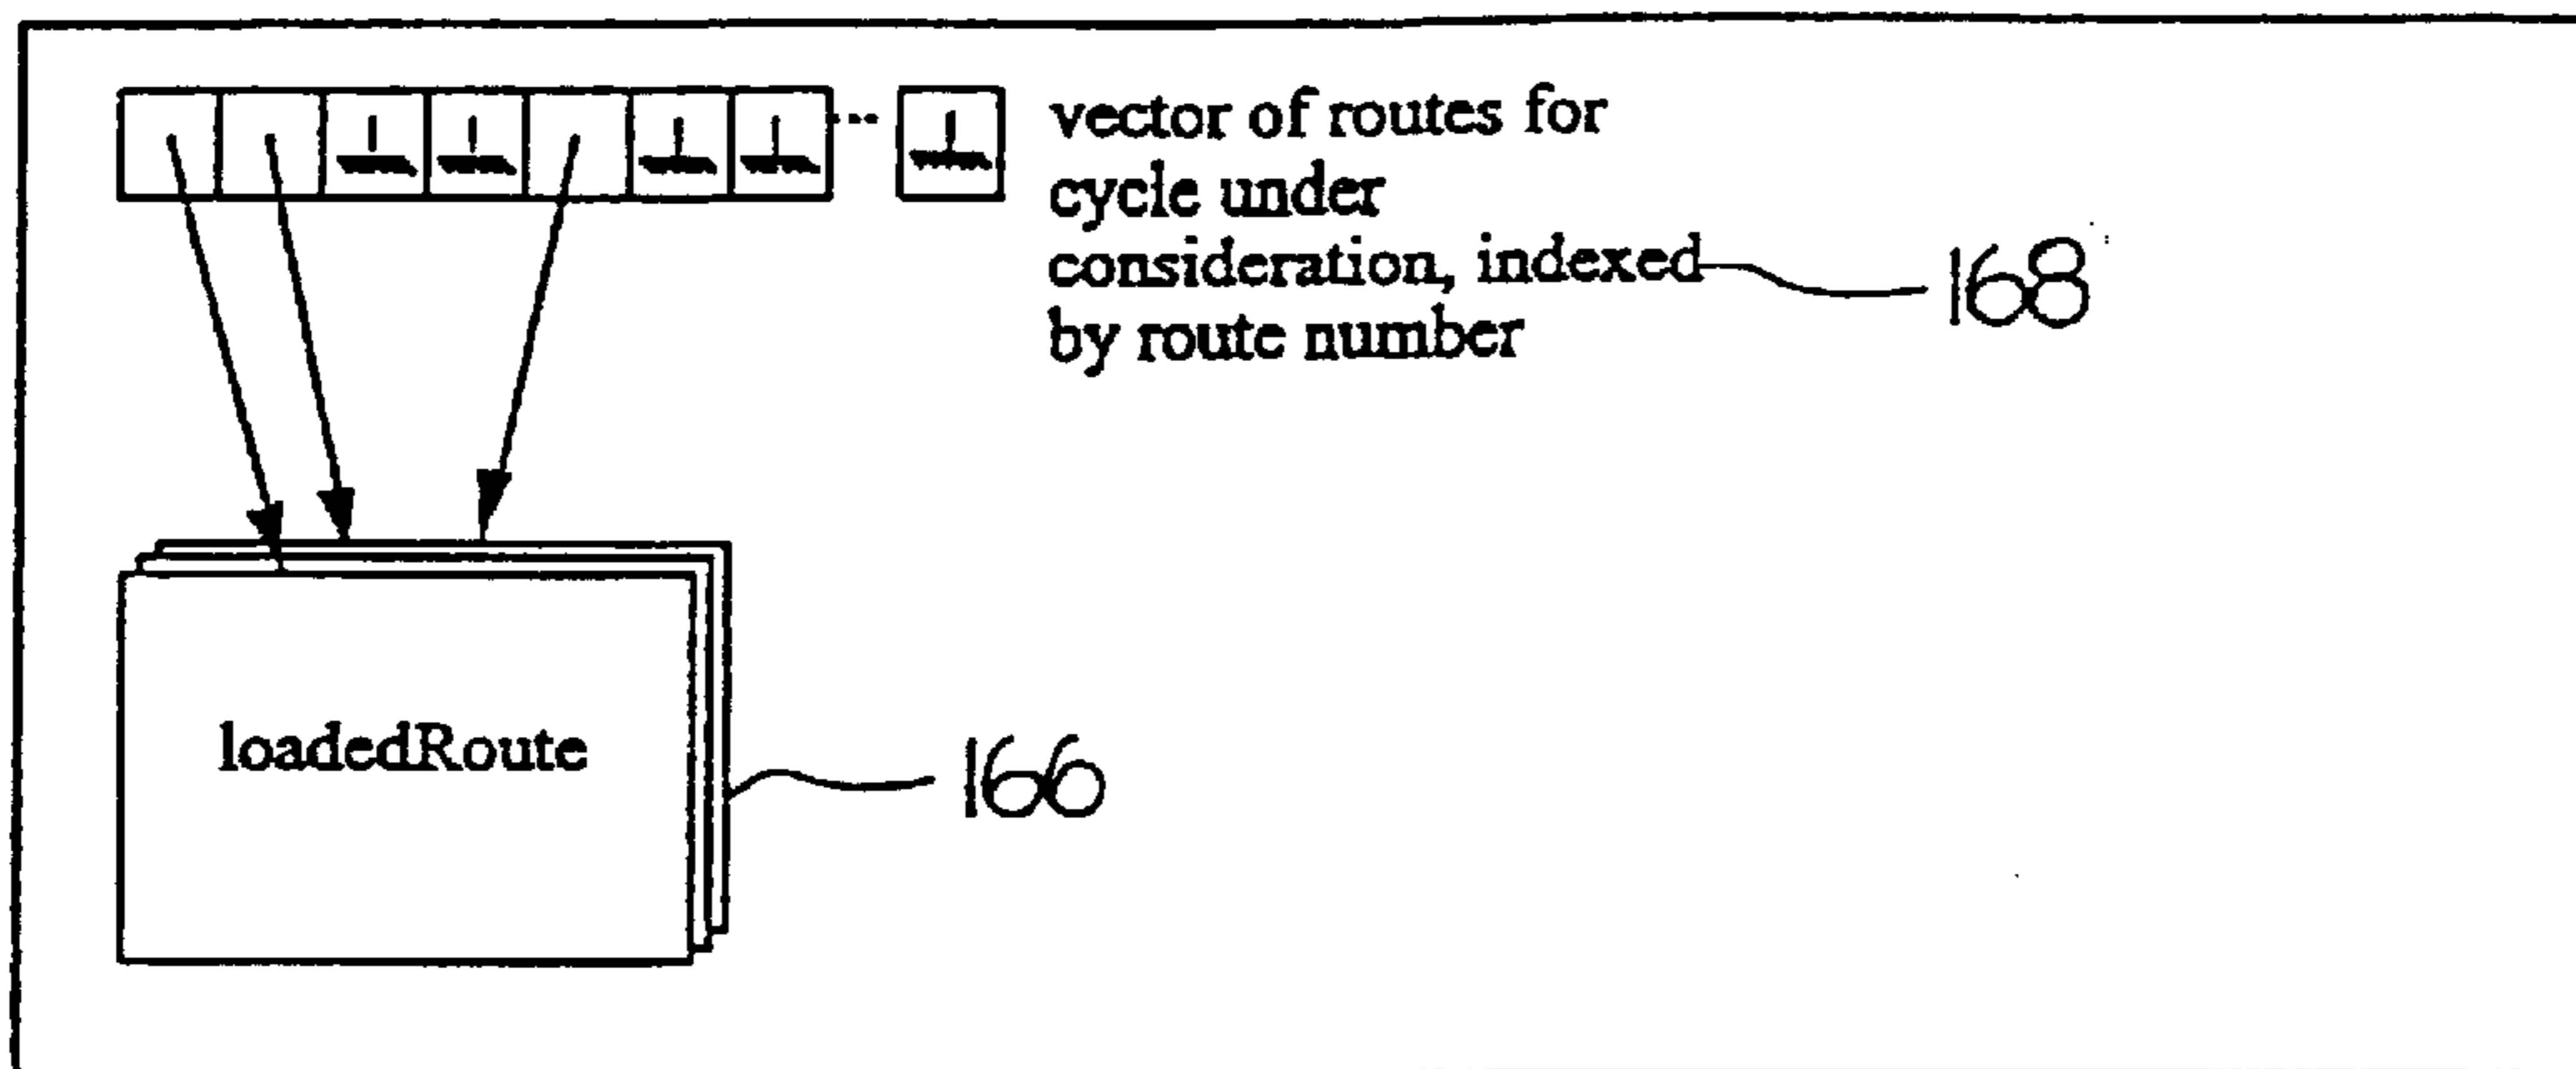 vector of routes for
cycle under
consideration, indexed
by route number
168
loadedRoute
166